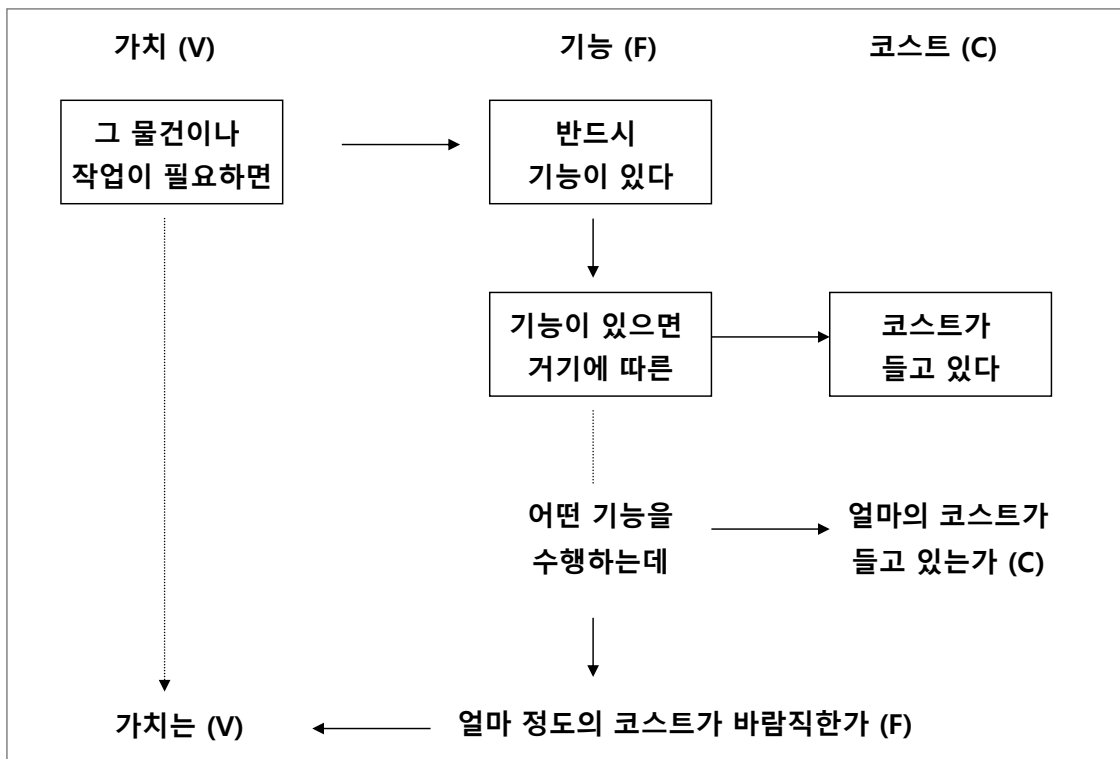 가치 (V)
기능 (F)
코스트 (C)
그 물건이나
작업이 필요하면
반드시
기능이 있다
기능이 있으면
거기에 따른
코스트가
들고 있다
어떤 기능을
수행하는데
얼마의 코스트가
들고 있는가 (C)
가치는 (V)
얼마 정도의 코스트가 바람직한가 (F)